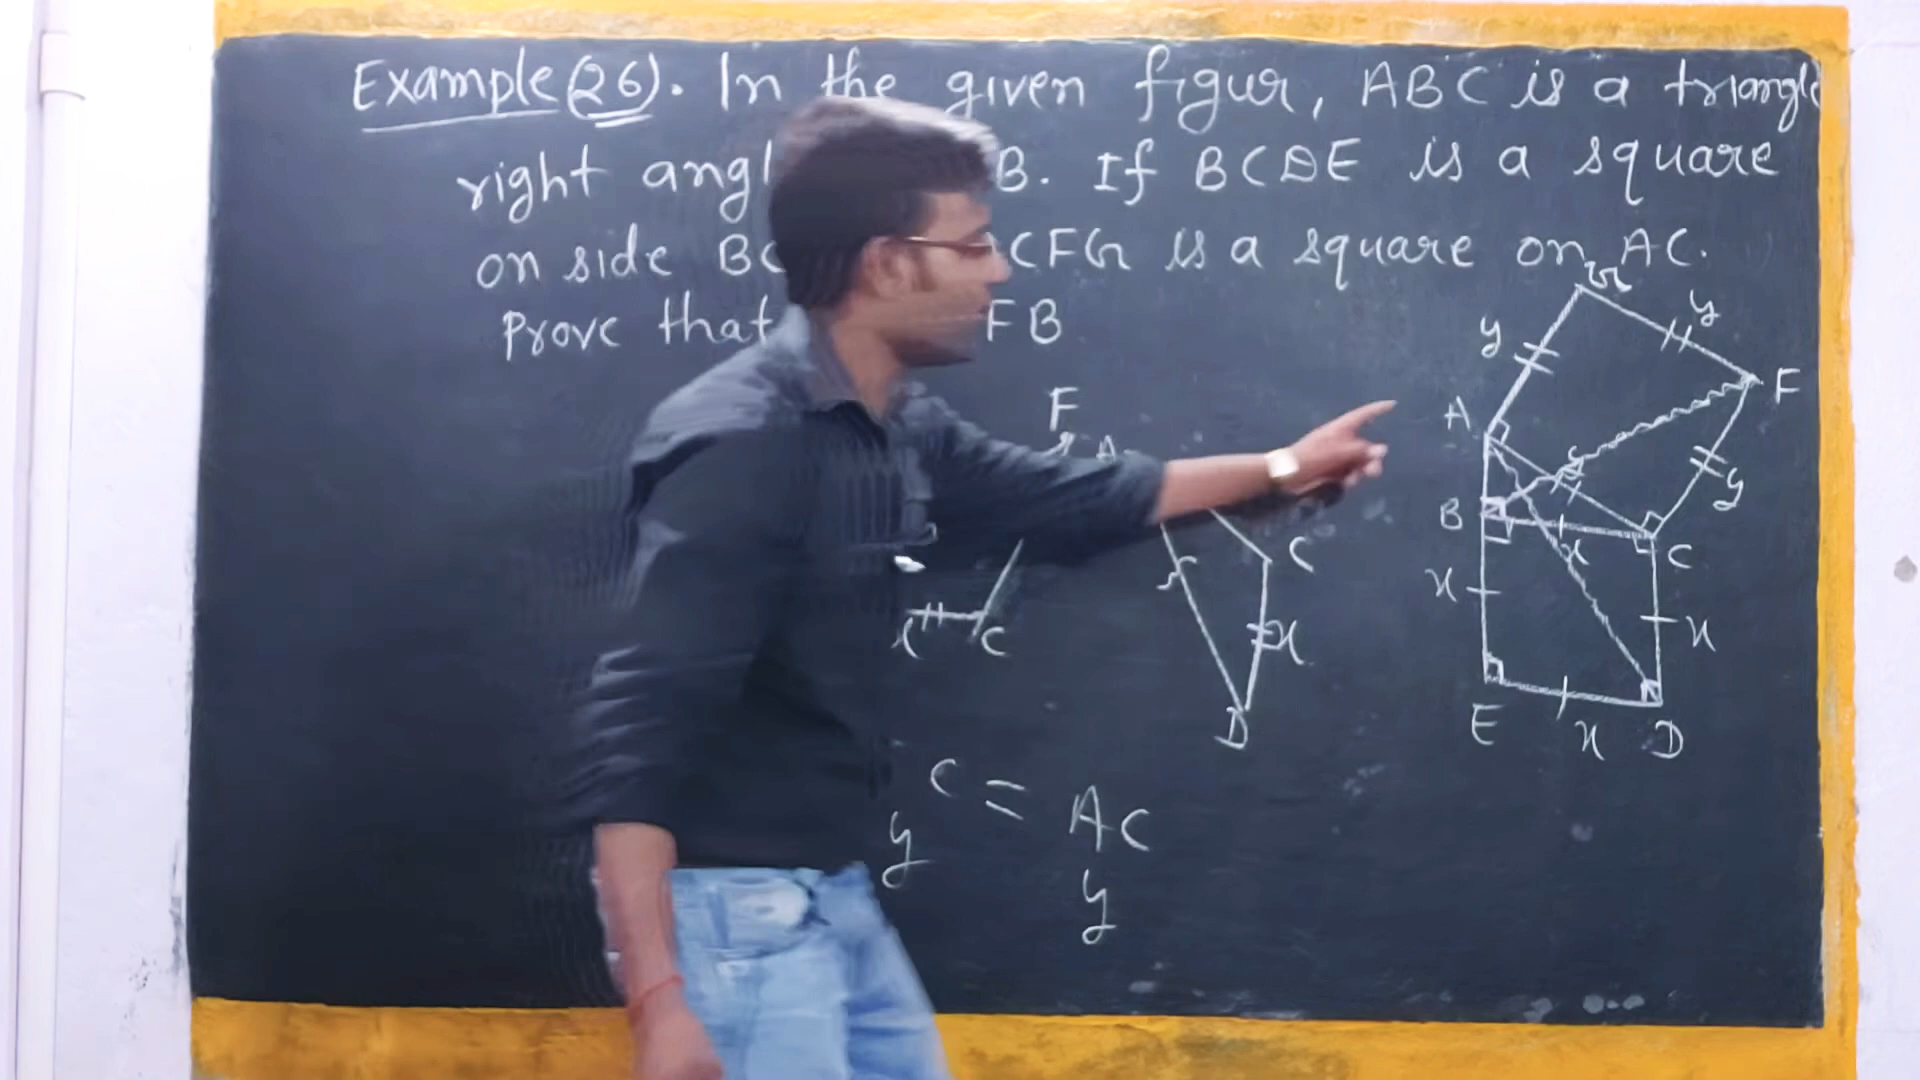 Example (26). In the given figur, ABC is a triangle
right angl B. If BCDE is a square
on side BC CFG is a square on AC.
Prove that FB
G
y
y
F
A
y
B
x
C
x
x
E
x
D
F
A
C
C
x
D
C = AC
y
y